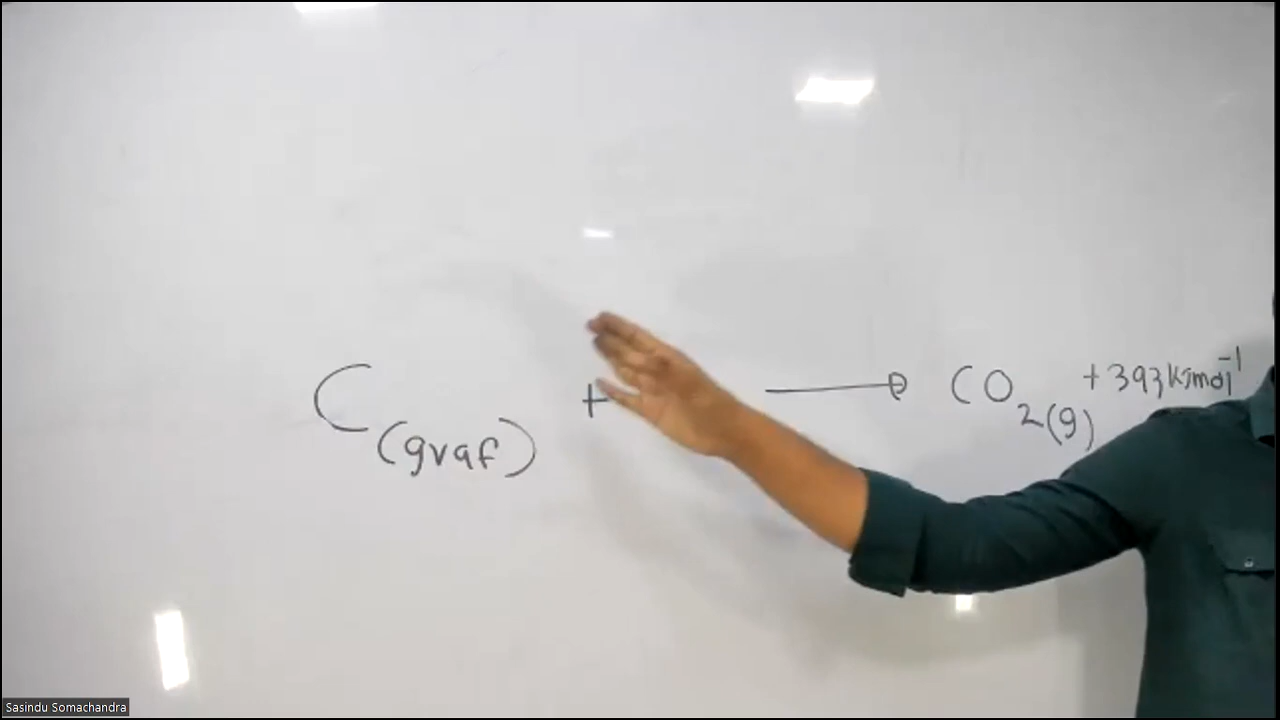 C(graf) + → CO2(g) +393 kJmol-1
Sasindu Somachandra